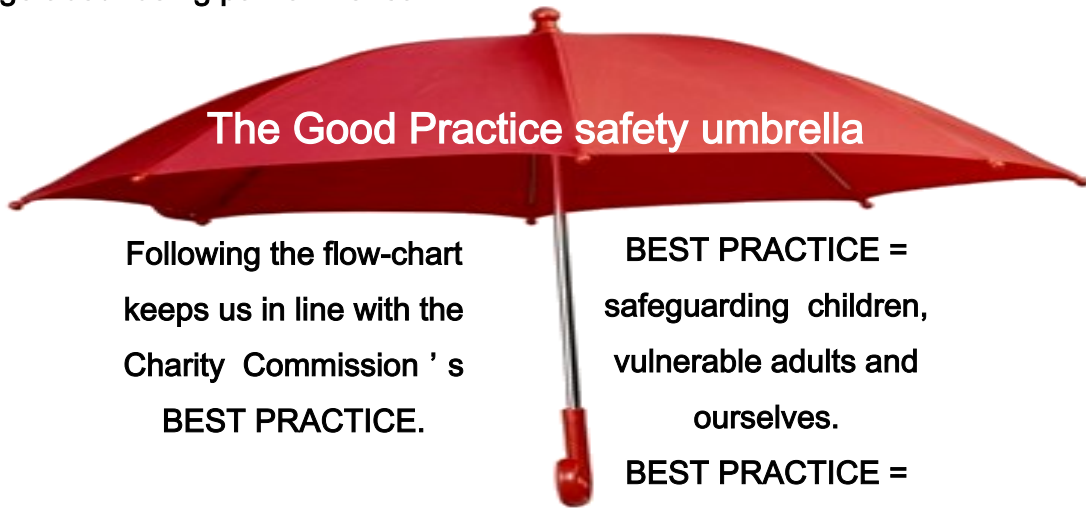 The Good Practice safety umbrella
Following the flow-chart
keeps us in line with the
Charity Commission ' s
BEST PRACTICE.
BEST PRACTICE =
safeguarding children,
vulnerable adults and
ourselves.
BEST PRACTICE =